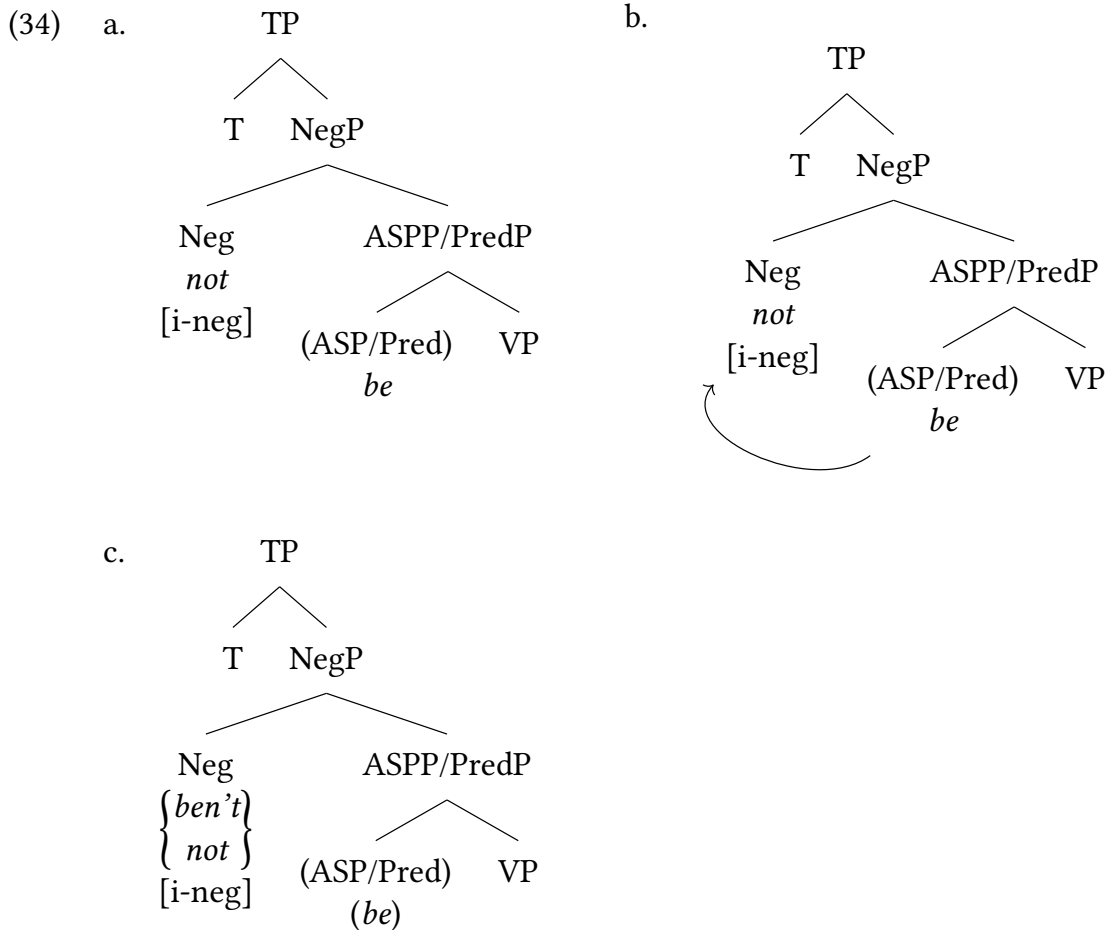 (34) a. TP
T NegP
Neg ASPP/PredP
not
[i-neg] (ASP/Pred) VP
be
b.
TP
T NegP
Neg ASPP/PredP
not
[i-neg] (ASP/Pred) VP
be
c. TP
T NegP
Neg ASPP/PredP
{ben't
not}
[i-neg] (ASP/Pred) VP
(be)